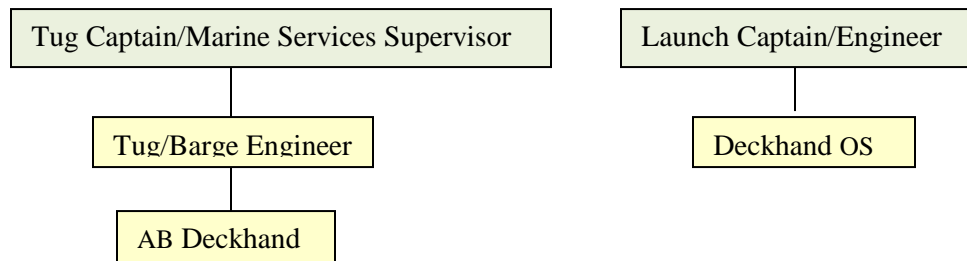 Tug Captain/Marine Services Supervisor
Launch Captain/Engineer
Tug/Barge Engineer
Deckhand OS
AB Deckhand